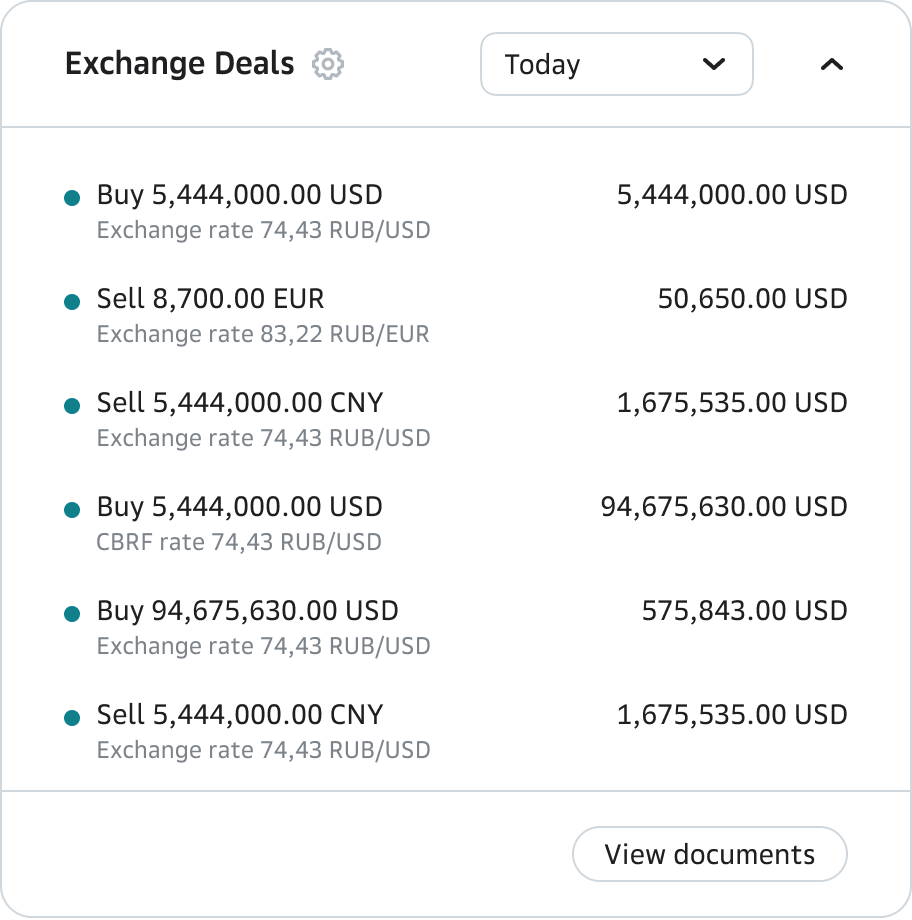 Exchange Deals
Today
Buy 5,444,000.00 USD
5,444,000.00 USD
Exchange rate 74,43 RUB/USD
Sell 8,700.00 EUR
50,650.00 USD
Exchange rate 83,22 RUB/EUR
Sell 5,444,000.00 CNY
1,675,535.00 USD
Exchange rate 74,43 RUB/USD
Buy 5,444,000.00 USD
94,675,630.00 USD
CBRF rate 74,43 RUB/USD
Buy 94,675,630.00 USD
575,843.00 USD
Exchange rate 74,43 RUB/USD
Sell 5,444,000.00 CNY
1,675,535.00 USD
Exchange rate 74,43 RUB/USD
View documents